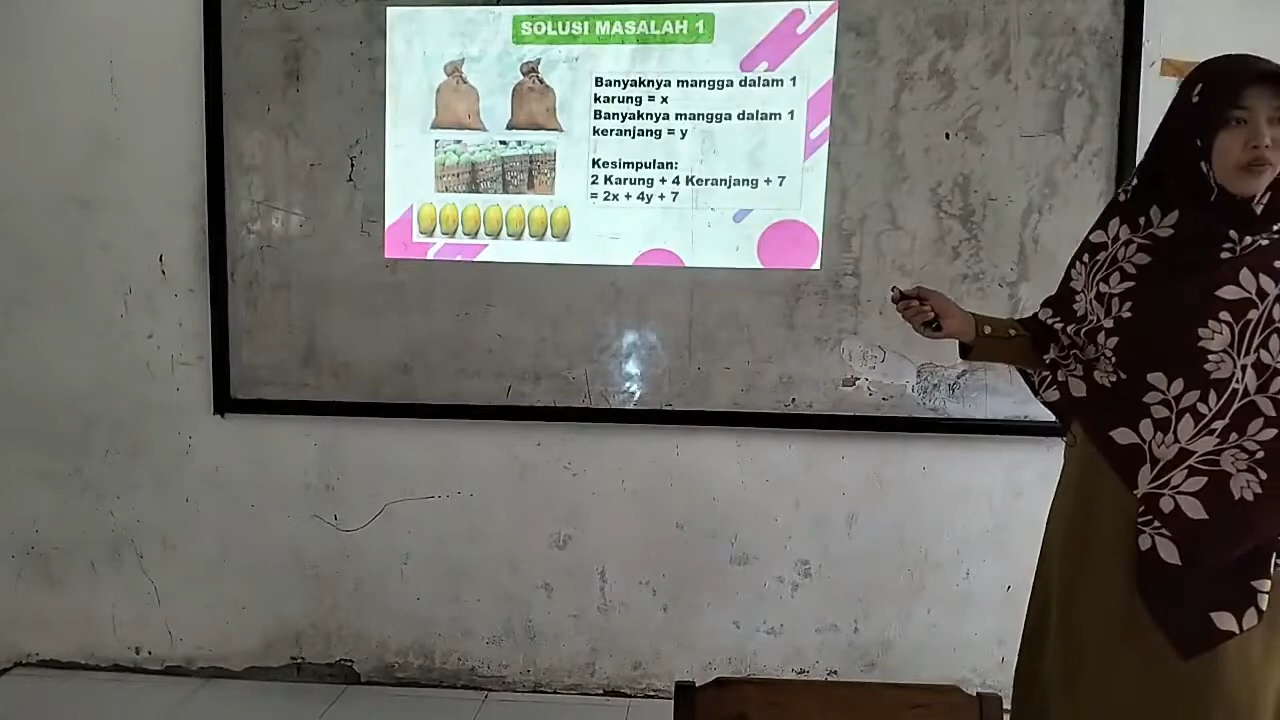 SOLUSI MASALAH 1
Banyaknya mangga dalam 1
karung = x
Banyaknya mangga dalam 1
keranjang = y
Kesimpulan:
2 Karung + 4 Keranjang + 7
= 2x + 4y + 7